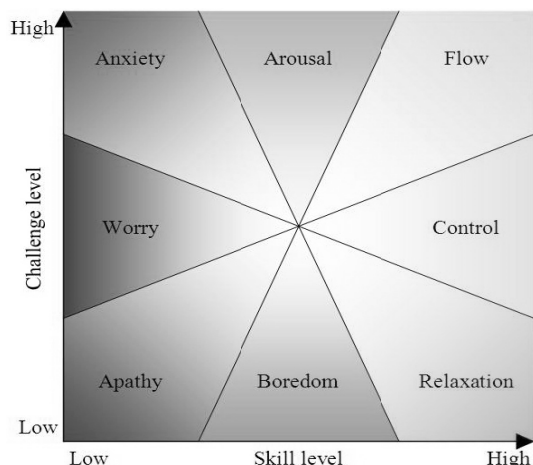 High
Anxiety Arousal Flow
Challenge level
Worry Control
Apathy Boredom Relaxation
Low
Low Skill level High